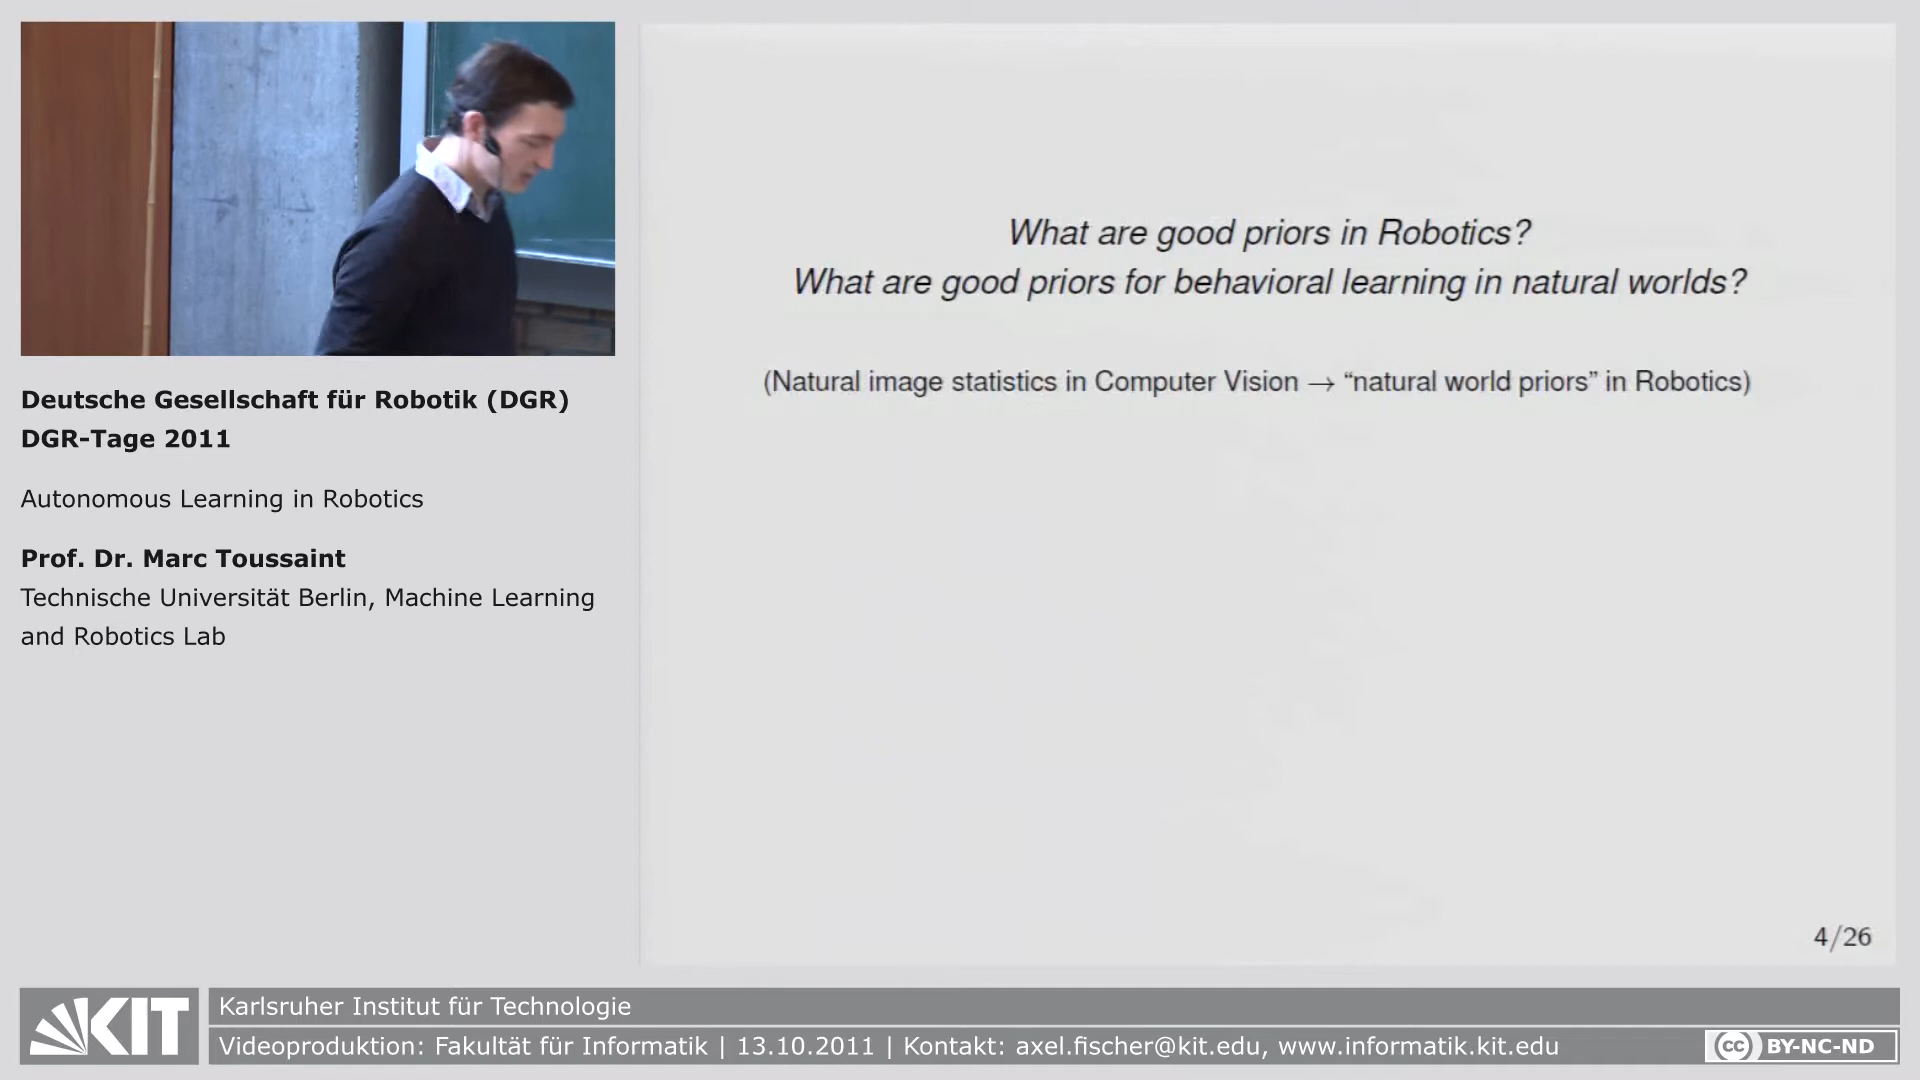 Deutsche Gesellschaft für Robotik (DGR)
DGR-Tage 2011
Autonomous Learning in Robotics
Prof. Dr. Marc Toussaint
Technische Universität Berlin, Machine Learning
and Robotics Lab
What are good priors in Robotics?
What are good priors for behavioral learning in natural worlds?
(Natural image statistics in Computer Vision → “natural world priors” in Robotics)
4/26
KIT
Karlsruher Institut für Technologie
Videoproduktion: Fakultät für Informatik | 13.10.2011 | Kontakt: axel.fischer@kit.edu, www.informatik.kit.edu
cc BY-NC-ND